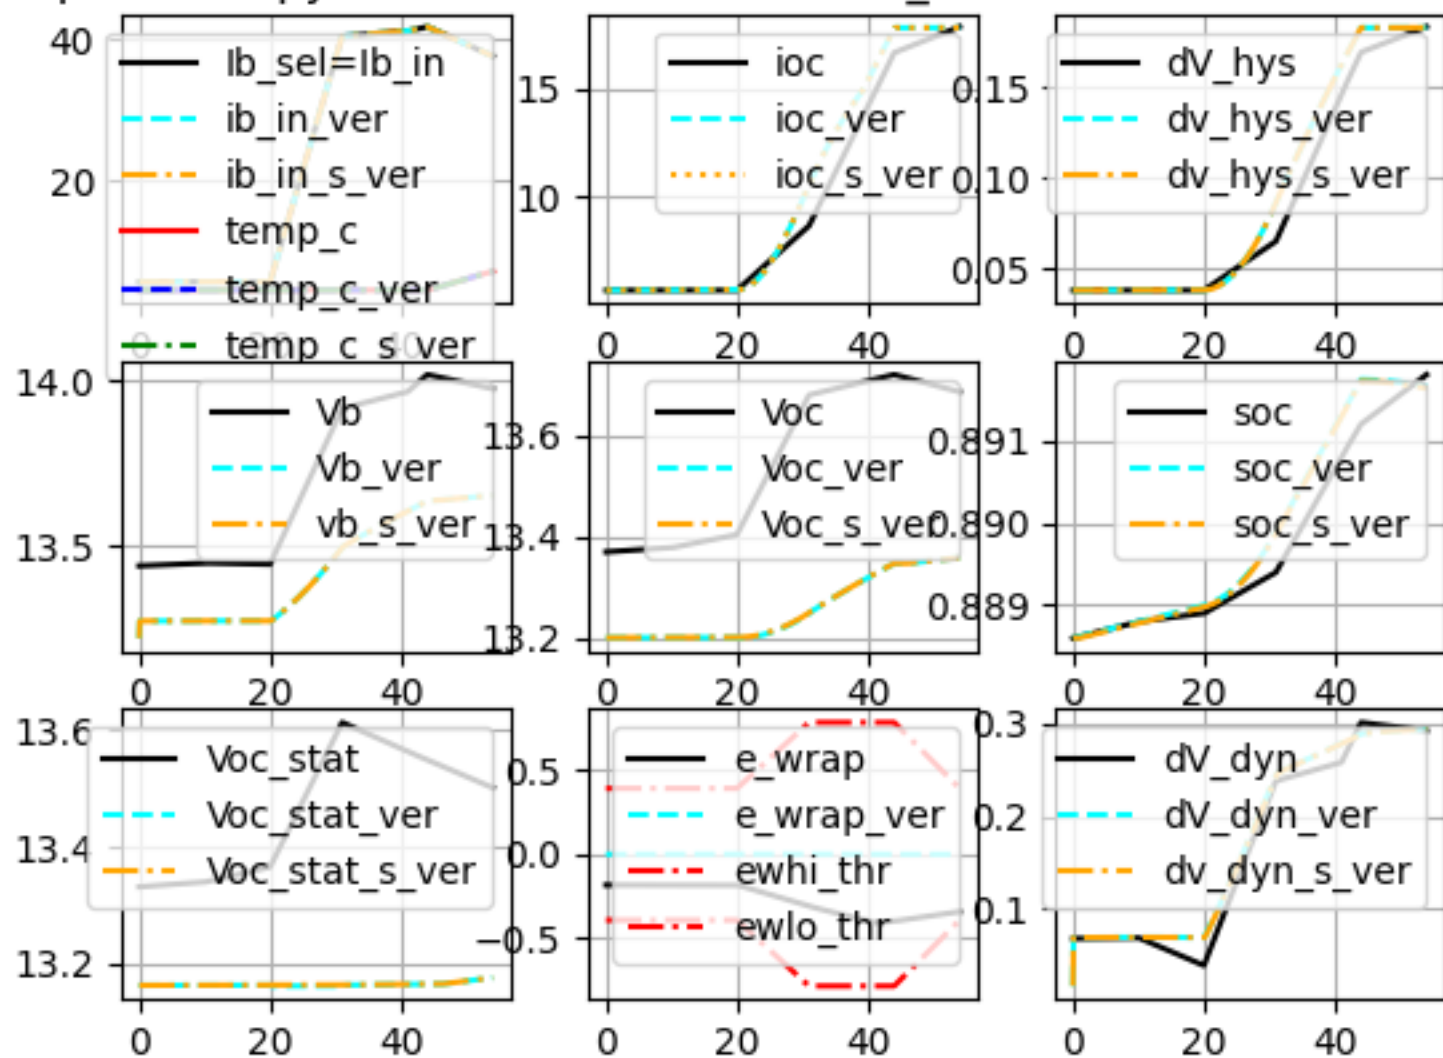 40
20
0 20 40
Ib_sel=Ib_in
ib_in_ver
ib_in_s_ver
temp_c
temp_c_ver
temp_c_s_ver
15
10
0 20 40
ioc
ioc_ver
ioc_s_ver
0.15
0.10
0.05
0 20 40
dV_hys
dv_hys_ver
dv_hys_s_ver
14.0
13.5
0 20 40
Vb
Vb_ver
vb_s_ver
13.6
13.4
13.2
0 20 40
Voc
Voc_ver
Voc_s_ver
0.891
0.890
0.889
0 20 40
soc
soc_ver
soc_s_ver
13.6
13.4
13.2
0 20 40
Voc_stat
Voc_stat_ver
Voc_stat_s_ver
0.5
0.0
−0.5
0 20 40
e_wrap
e_wrap_ver
ewhi_thr
ewlo_thr
0.3
0.2
0.1
0 20 40
dV_dyn
dV_dyn_ver
dv_dyn_s_ver